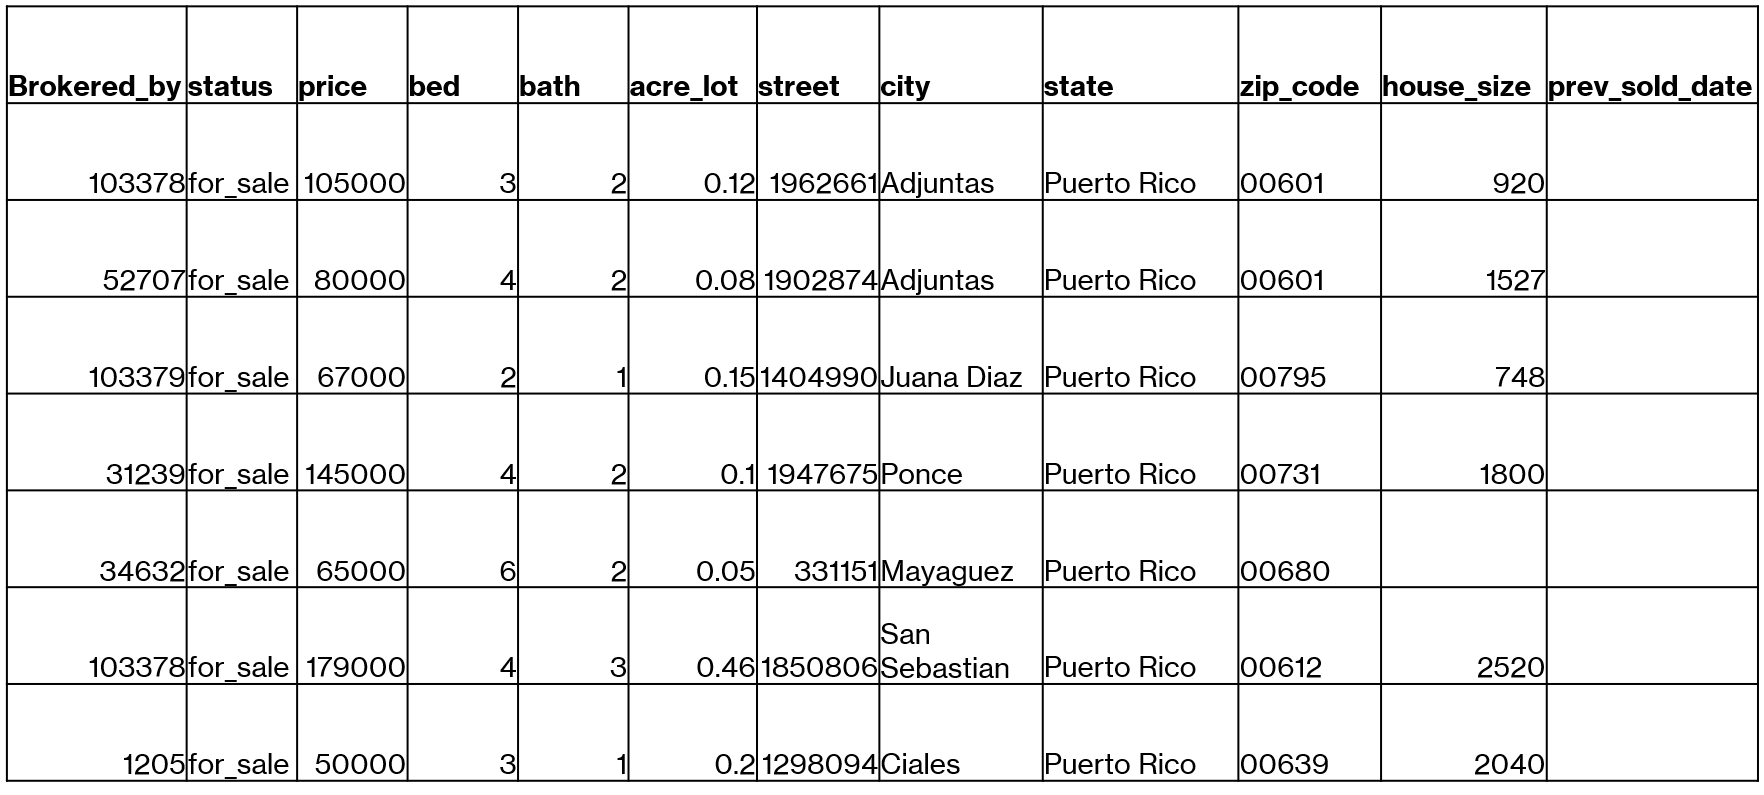 Brokered_by status price bed bath acre_lot street city state zip_code house_size prev_sold_date
103378 for_sale 105000 3 2 0.12 1962661 Adjuntas Puerto Rico 00601 920
52707 for_sale 80000 4 2 0.08 1902874 Adjuntas Puerto Rico 00601 1527
103379 for_sale 67000 2 1 0.15 1404990 Juana Diaz Puerto Rico 00795 748
31239 for_sale 145000 4 2 0.1 1947675 Ponce Puerto Rico 00731 1800
34632 for_sale 65000 6 2 0.05 331151 Mayaguez Puerto Rico 00680
103378 for_sale 179000 4 3 0.46 1850806 San Sebastian Puerto Rico 00612 2520
1205 for_sale 50000 3 1 0.2 1298094 Ciales Puerto Rico 00639 2040